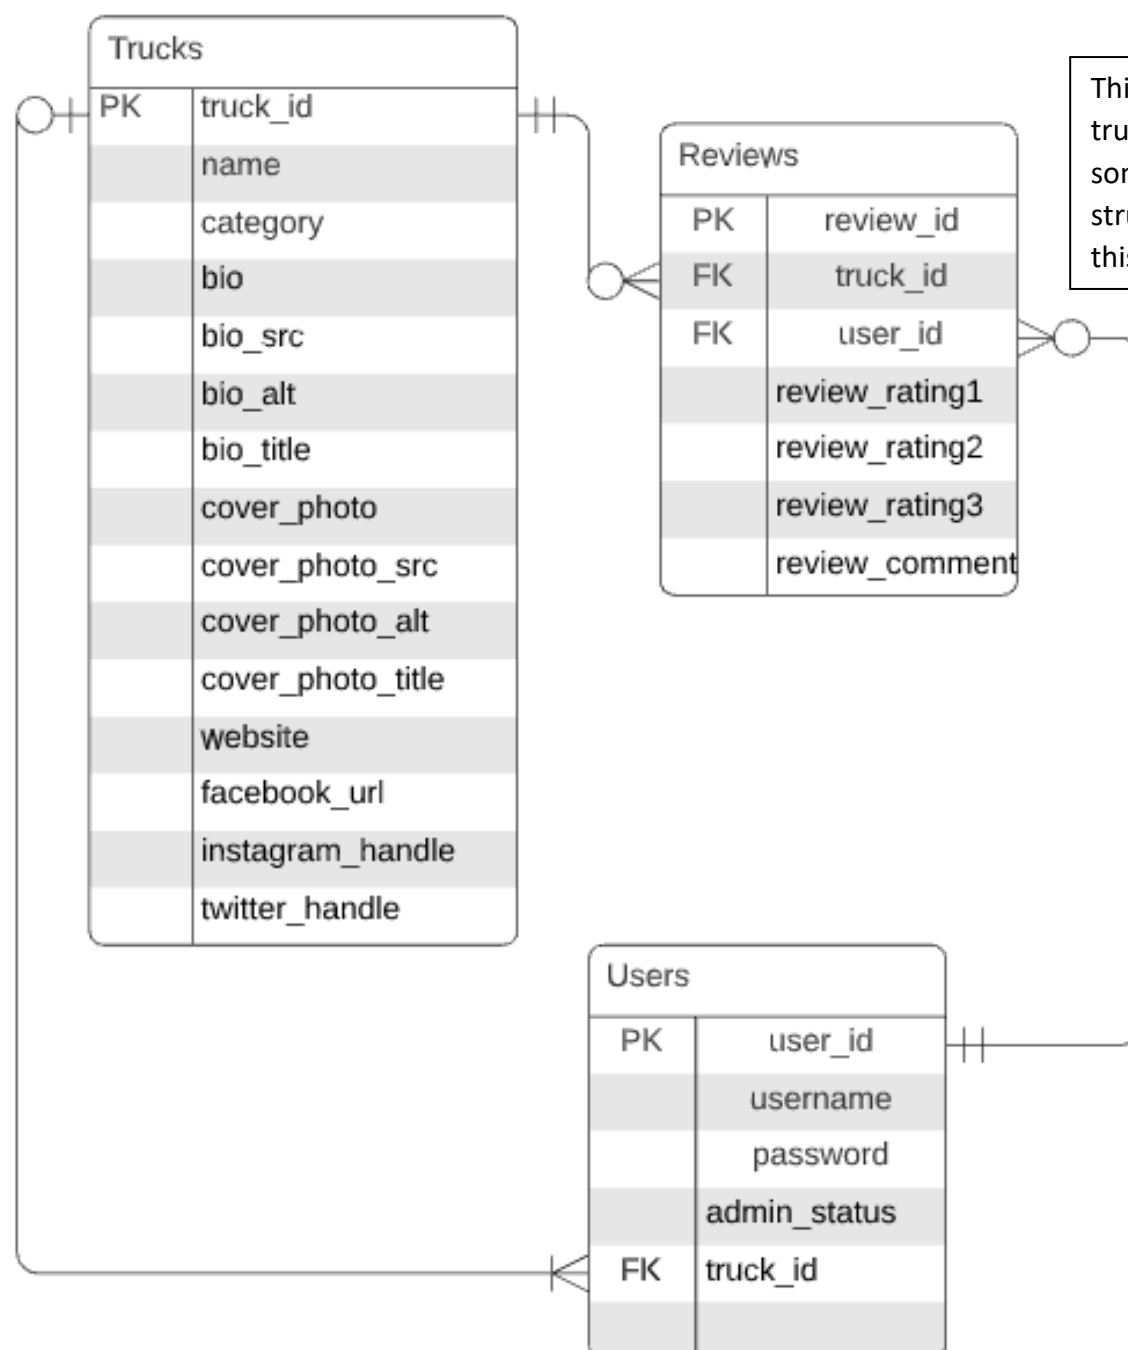 Trucks
PK truck_id
name
category
bio
bio_src
bio_alt
bio_title
cover_photo
cover_photo_src
cover_photo_alt
cover_photo_title
website
facebook_url
instagram_handle
twitter_handle
Reviews
PK review_id
FK truck_id
FK user_id
review_rating1
review_rating2
review_rating3
review_comment
Users
PK user_id
username
password
admin_status
FK truck_id